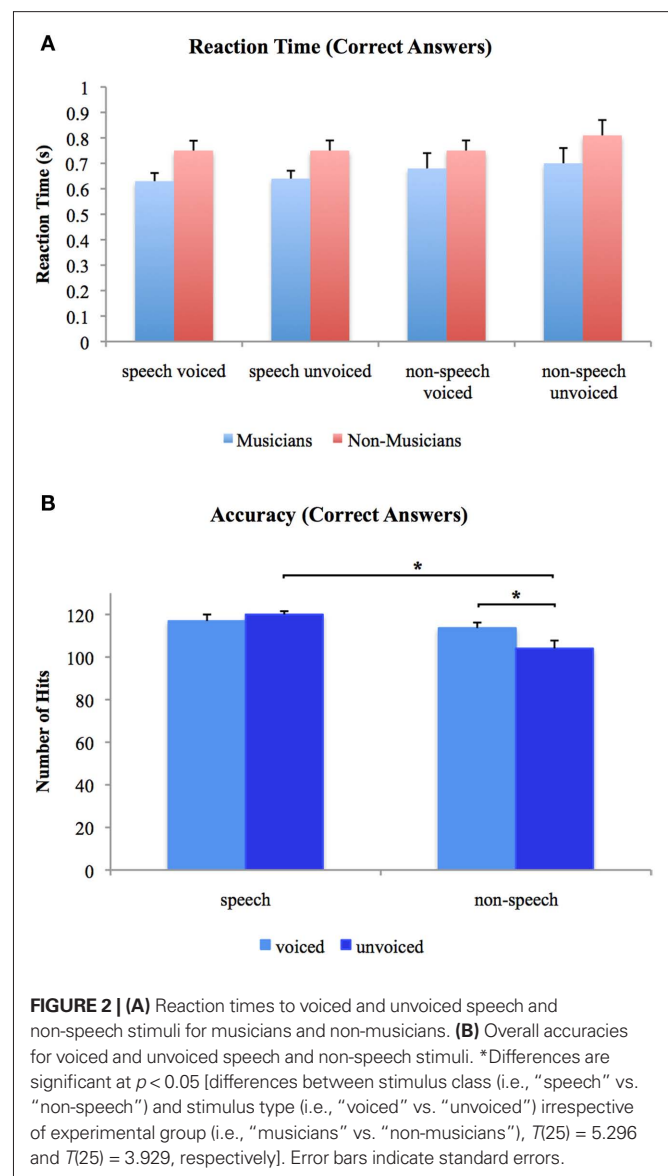 A
Reaction Time (Correct Answers)
1
0.9
0.8
0.7
0.6
0.5
0.4
0.3
0.2
0.1
0
Reaction Time (s)
speech voiced speech unvoiced non-speech voiced non-speech unvoiced
Musicians Non-Musicians
B
Accuracy (Correct Answers)
*
*
120
100
80
60
40
20
0
Number of Hits
speech non-speech
voiced unvoiced
FIGURE 2 | (A) Reaction times to voiced and unvoiced speech and
non-speech stimuli for musicians and non-musicians. (B) Overall accuracies
for voiced and unvoiced speech and non-speech stimuli. *Differences are
significant at p < 0.05 [differences between stimulus class (i.e., “speech” vs.
“non-speech”) and stimulus type (i.e., “voiced” vs. “unvoiced”) irrespective
of experimental group (i.e., “musicians” vs. “non-musicians”), T(25) = 5.296
and T(25) = 3.929, respectively]. Error bars indicate standard errors.